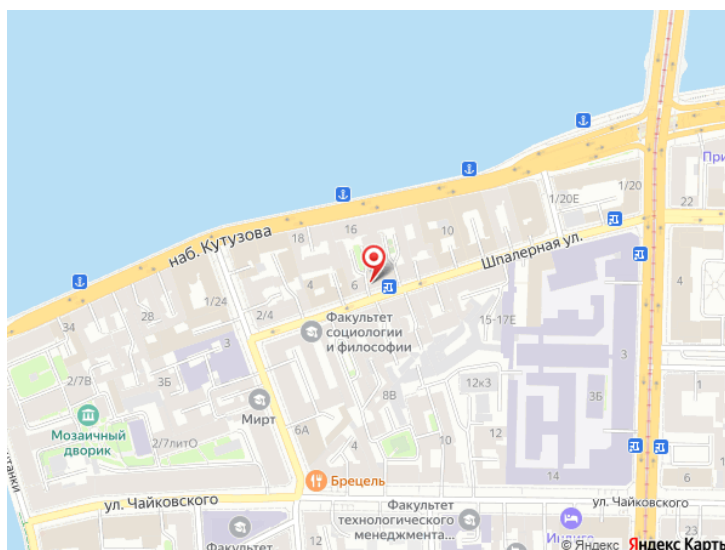 При
1/20
1/20Е
22
наб. Кутузова
16
18
10
Шпалерная ул.
6
4
1/24
2/4
34
28
3
Факультет
социологии
и философии
15-17Е
3
2/7В
3Б
12к3
1
3Б
8В
Мирт
Мозаичный
дворик
2/7литО
6А
4
10
12
6
14
Брецель
ул. Чайковского
ул. Чайковского
Факультет
технологического
менеджмента...
Индиго
12
Факультет
© Яндекс Яндекс Карты